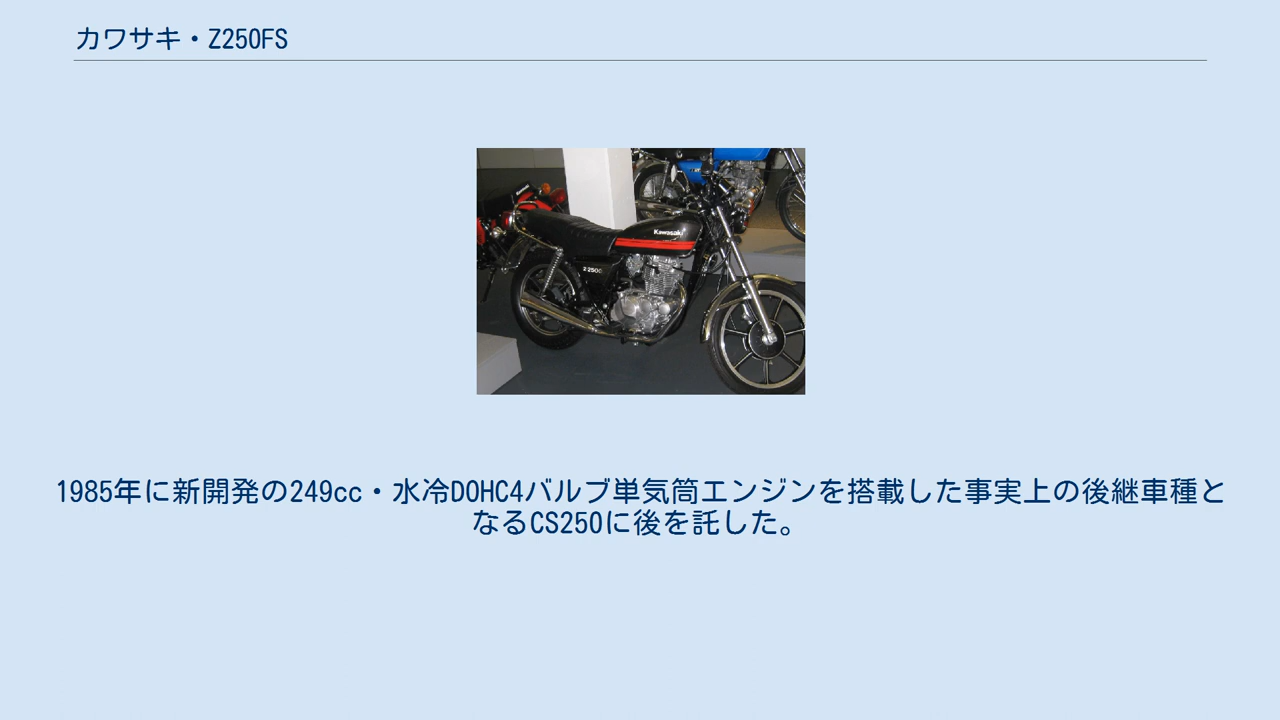 カワサキ・Z250FS
Kawasaki
Z250C
1985年に新開発の249cc・水冷DOHC4バルブ単気筒エンジンを搭載した事実上の後継車種と
なるCS250に後を託した。